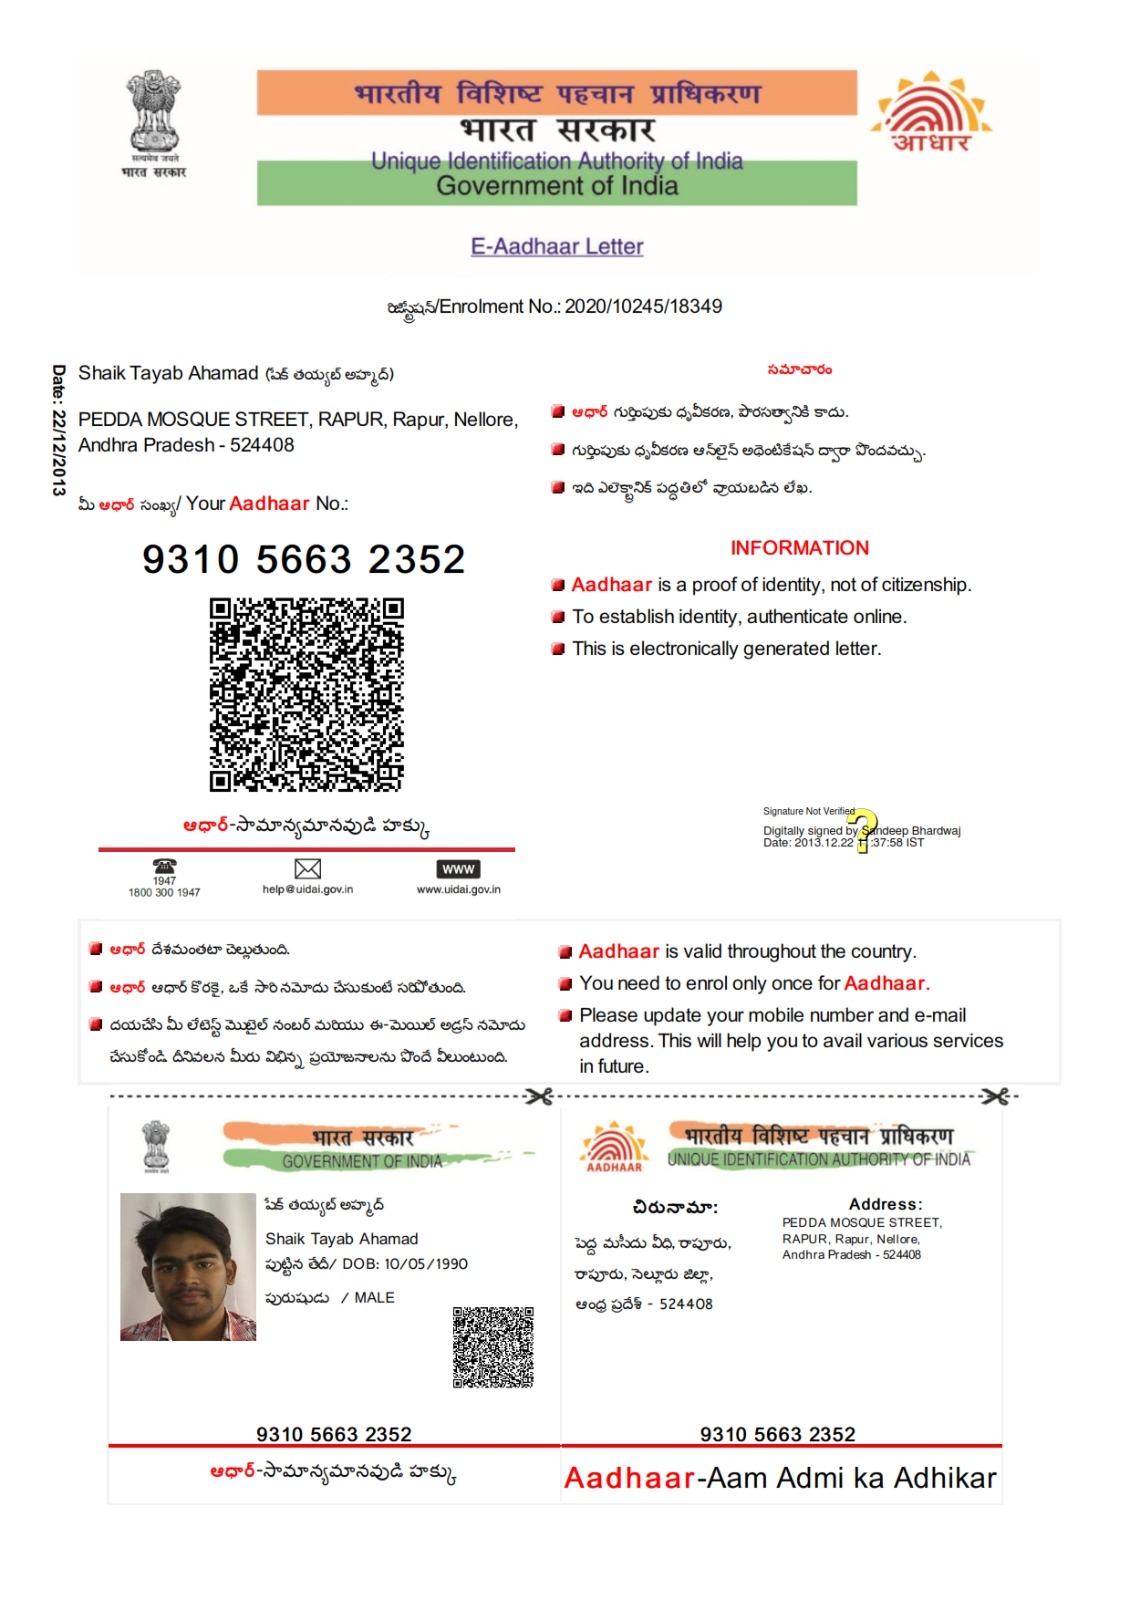 भारतीय विशिष्ट पहचान प्राधिकरण
भारत सरकार
Unique Identification Authority of India
Government of India
सत्यमेव जयते
भारत सरकार
आधार
E-Aadhaar Letter
రిజిస్ట్రేషన్/Enrolment No.: 2020/10245/18349
Date: 22/12/2013
Shaik Tayab Ahamad (షేక్ తయ్యబ్ అహ్మద్)
PEDDA MOSQUE STREET, RAPUR, Rapur, Nellore,
Andhra Pradesh - 524408
మీ ఆధార్ సంఖ్య/ Your Aadhaar No.:
9310 5663 2352
ఆధార్-సామాన్యమానవుడి హక్కు
1947
1800 300 1947
help@uidai.gov.in
www
www.uidai.gov.in
సమాచారం
ఆధార్ గుర్తింపుకు ధృవీకరణ, పౌరసత్వానికి కాదు.
గుర్తింపుకు ధృవీకరణ ఆన్‌లైన్ అథెంటికేషన్ ద్వారా పొందవచ్చు.
ఇది ఎలెక్ట్రానిక్ పద్ధతిలో వ్రాయబడిన లేఖ.
INFORMATION
Aadhaar is a proof of identity, not of citizenship.
To establish identity, authenticate online.
This is electronically generated letter.
Signature Not Verified
Digitally signed by Sandeep Bhardwaj
Date: 2013.12.22 11:37:58 IST
ఆధార్ దేశమంతటా చెల్లుతుంది.
ఆధార్ ఆధార్ కొరకై, ఒకే సారి నమోదు చేసుకుంటే సరిపోతుంది.
దయచేసి మీ లేటెస్ట్ మొబైల్ నంబర్ మరియు ఈ-మెయిల్ అడ్రస్ నమోదు
చేసుకోండి. దీనివలన మీరు విభిన్న ప్రయోజనాలను పొందే వీలుంటుంది.
Aadhaar is valid throughout the country.
You need to enrol only once for Aadhaar.
Please update your mobile number and e-mail
address. This will help you to avail various services
in future.
भारत सरकार
GOVERNMENT OF INDIA
షేక్ తయ్యబ్ అహ్మద్
Shaik Tayab Ahamad
పుట్టిన తేదీ/ DOB: 10/05/1990
పురుషుడు / MALE
9310 5663 2352
ఆధార్-సామాన్యమానవుడి హక్కు
AADHAAR
भारतीय विशिष्ट पहचान प्राधिकरण
UNIQUE IDENTIFICATION AUTHORITY OF INDIA
చిరునామా:
పెద్ద మసీదు వీధి, రాపూరు,
రాపూరు, నెల్లూరు జిల్లా,
ఆంధ్ర ప్రదేశ్ - 524408
Address:
PEDDA MOSQUE STREET,
RAPUR, Rapur, Nellore,
Andhra Pradesh - 524408
9310 5663 2352
Aadhaar-Aam Admi ka Adhikar